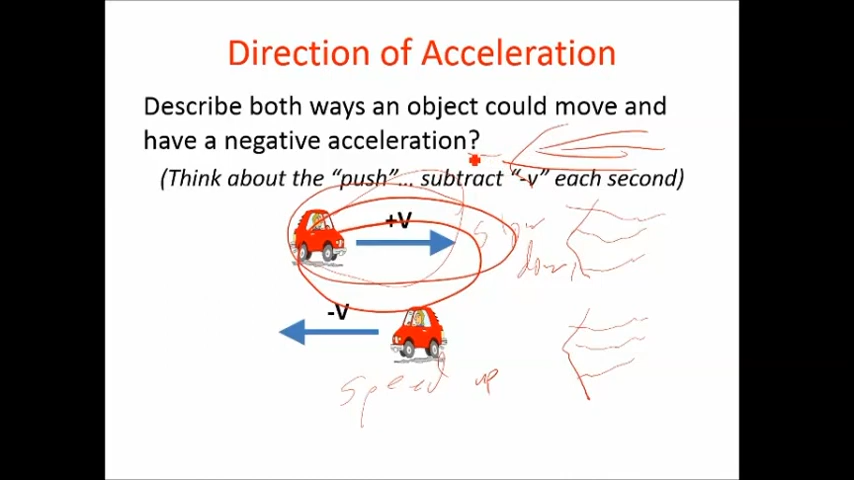 Direction of Acceleration
Describe both ways an object could move and
have a negative acceleration?
(Think about the “push”... subtract “-v” each second)
+V
slow
down
-V
speed up